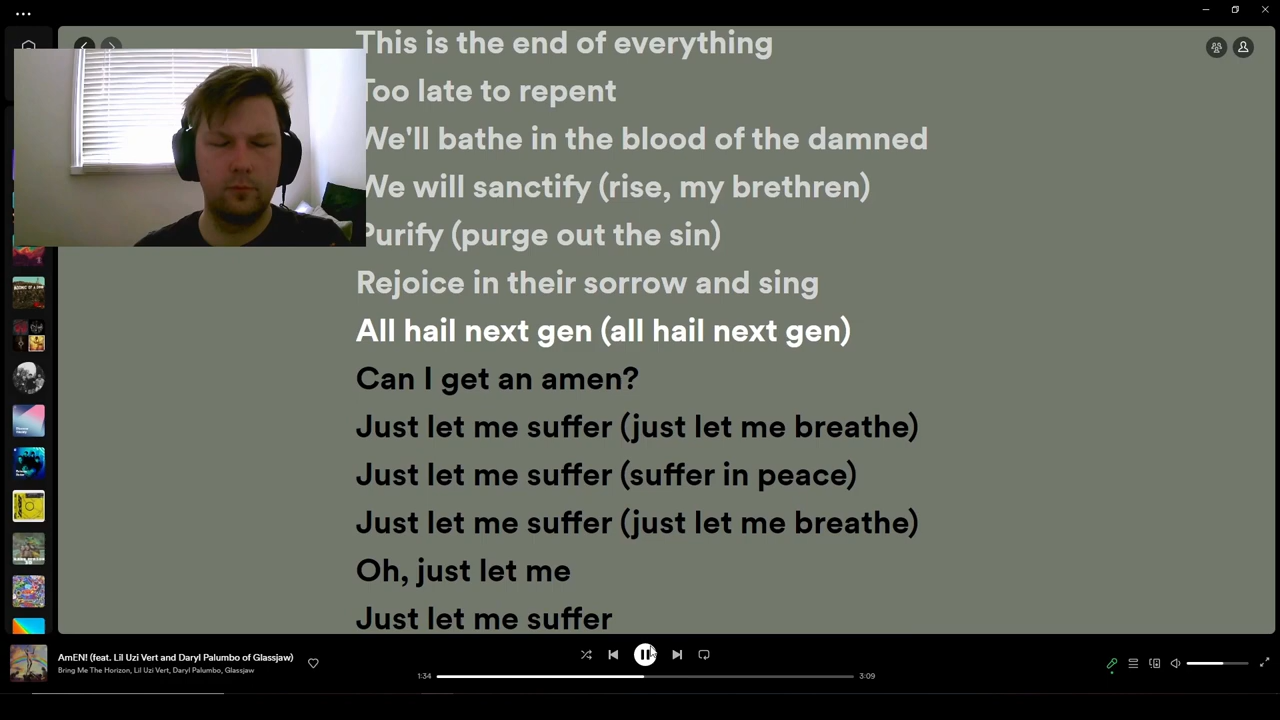 This is the end of everything
Too late to repent
We'll bathe in the blood of the damned
We will sanctify (rise, my brethren)
Purify (purge out the sin)
Rejoice in their sorrow and sing
All hail next gen (all hail next gen)
Can I get an amen?
Just let me suffer (just let me breathe)
Just let me suffer (suffer in peace)
Just let me suffer (just let me breathe)
Oh, just let me
Just let me suffer
AmEN! (feat. Lil Uzi Vert and Daryl Palumbo of Glassjaw)
Bring Me The Horizon, Lil Uzi Vert, Daryl Palumbo, Glassjaw
1:34
3:09